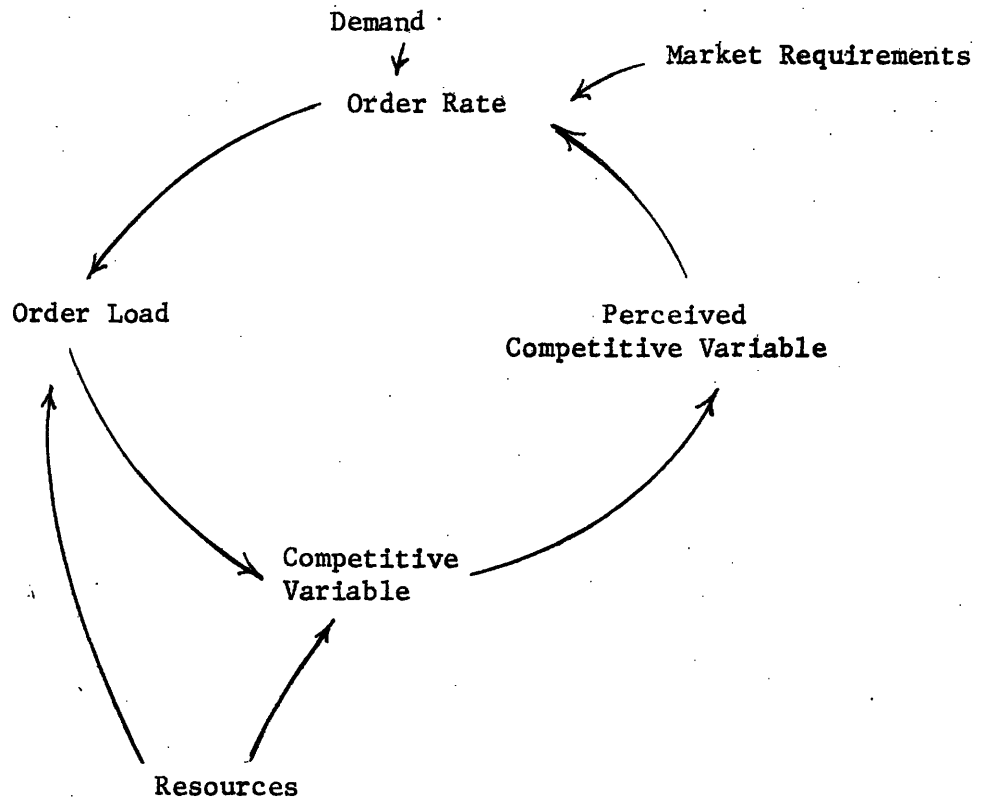 Demand
Market Requirements
Order Rate
Order Load
Perceived
Competitive Variable
Competitive
Variable
Resources